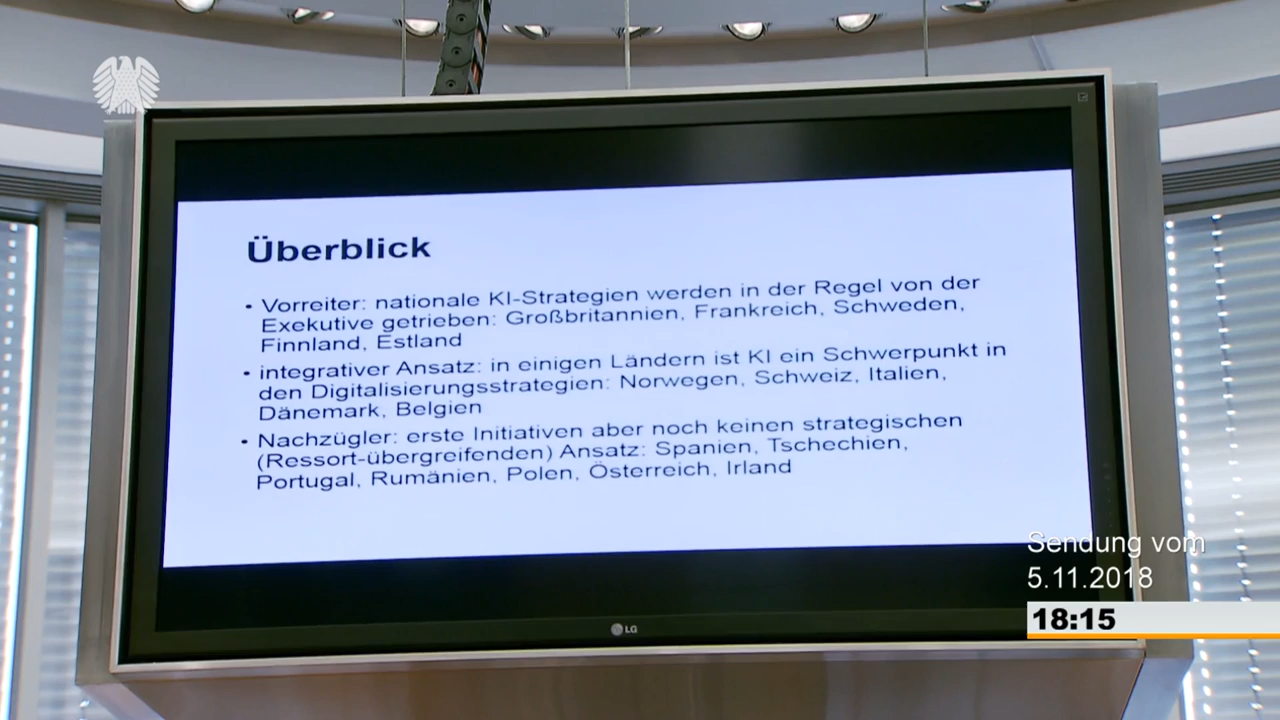 Überblick
• Vorreiter: nationale KI-Strategien werden in der Regel von der
Exekutive getrieben: Großbritannien, Frankreich, Schweden,
Finnland, Estland
• integrativer Ansatz: in einigen Ländern ist KI ein Schwerpunkt in
den Digitalisierungsstrategien: Norwegen, Schweiz, Italien,
Dänemark, Belgien
• Nachzügler: erste Initiativen aber noch keinen strategischen
(Ressort-übergreifenden) Ansatz: Spanien, Tschechien,
Portugal, Rumänien, Polen, Österreich, Irland
LG
Sendung vom
5.11.2018
18:15